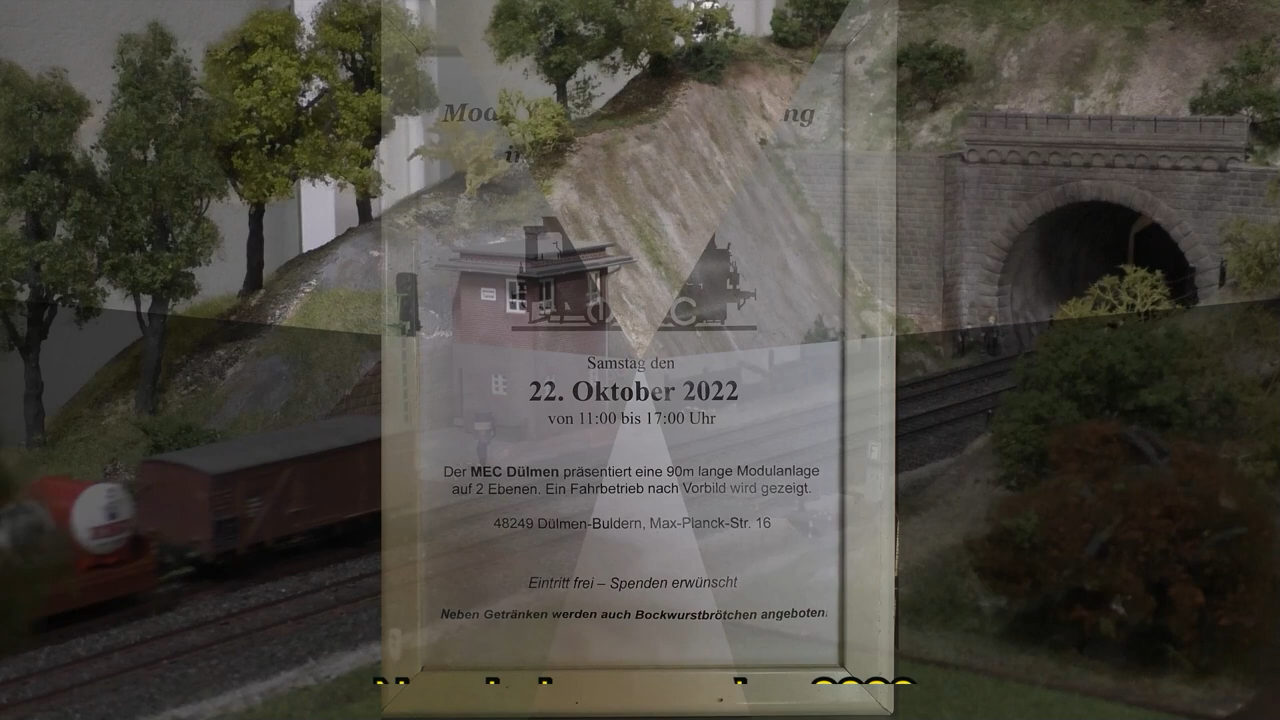 Samstag den
22. Oktober 2022
von 11:00 bis 17:00 Uhr
Der MEC Dülmen präsentiert eine 90m lange Modulanlage
auf 2 Ebenen. Ein Fahrbetrieb nach Vorbild wird gezeigt.
48249 Dülmen-Buldern, Max-Planck-Str. 16
Eintritt frei – Spenden erwünscht
Neben Getränken werden auch Bockwurstbrötchen angeboten.